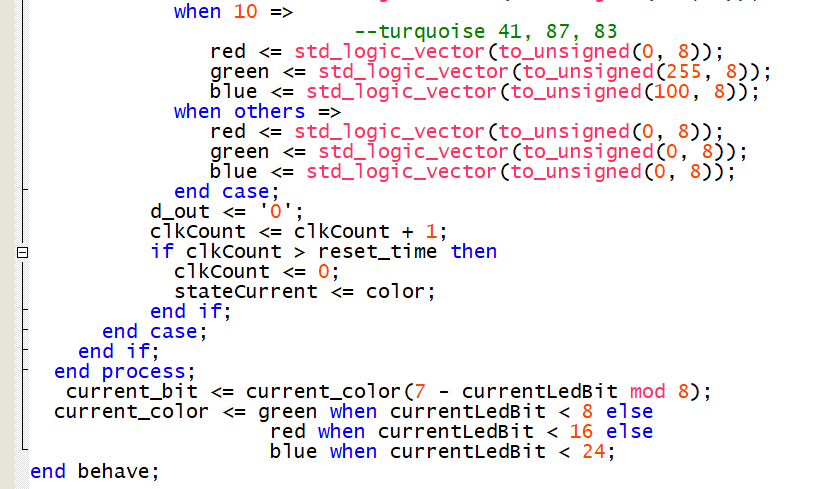 when 10 =>
--turquoise 41, 87, 83
red <= std_logic_vector(to_unsigned(0, 8));
green <= std_logic_vector(to_unsigned(255, 8));
blue <= std_logic_vector(to_unsigned(100, 8));
when others =>
red <= std_logic_vector(to_unsigned(0, 8));
green <= std_logic_vector(to_unsigned(0, 8));
blue <= std_logic_vector(to_unsigned(0, 8));
end case;
d_out <= '0';
clkCount <= clkCount + 1;
if clkCount > reset_time then
clkCount <= 0;
stateCurrent <= color;
end if;
end case;
end if;
end process;
current_bit <= current_color(7 - currentLedBit mod 8);
current_color <= green when currentLedBit < 8 else
red when currentLedBit < 16 else
blue when currentLedBit < 24;
end behave;